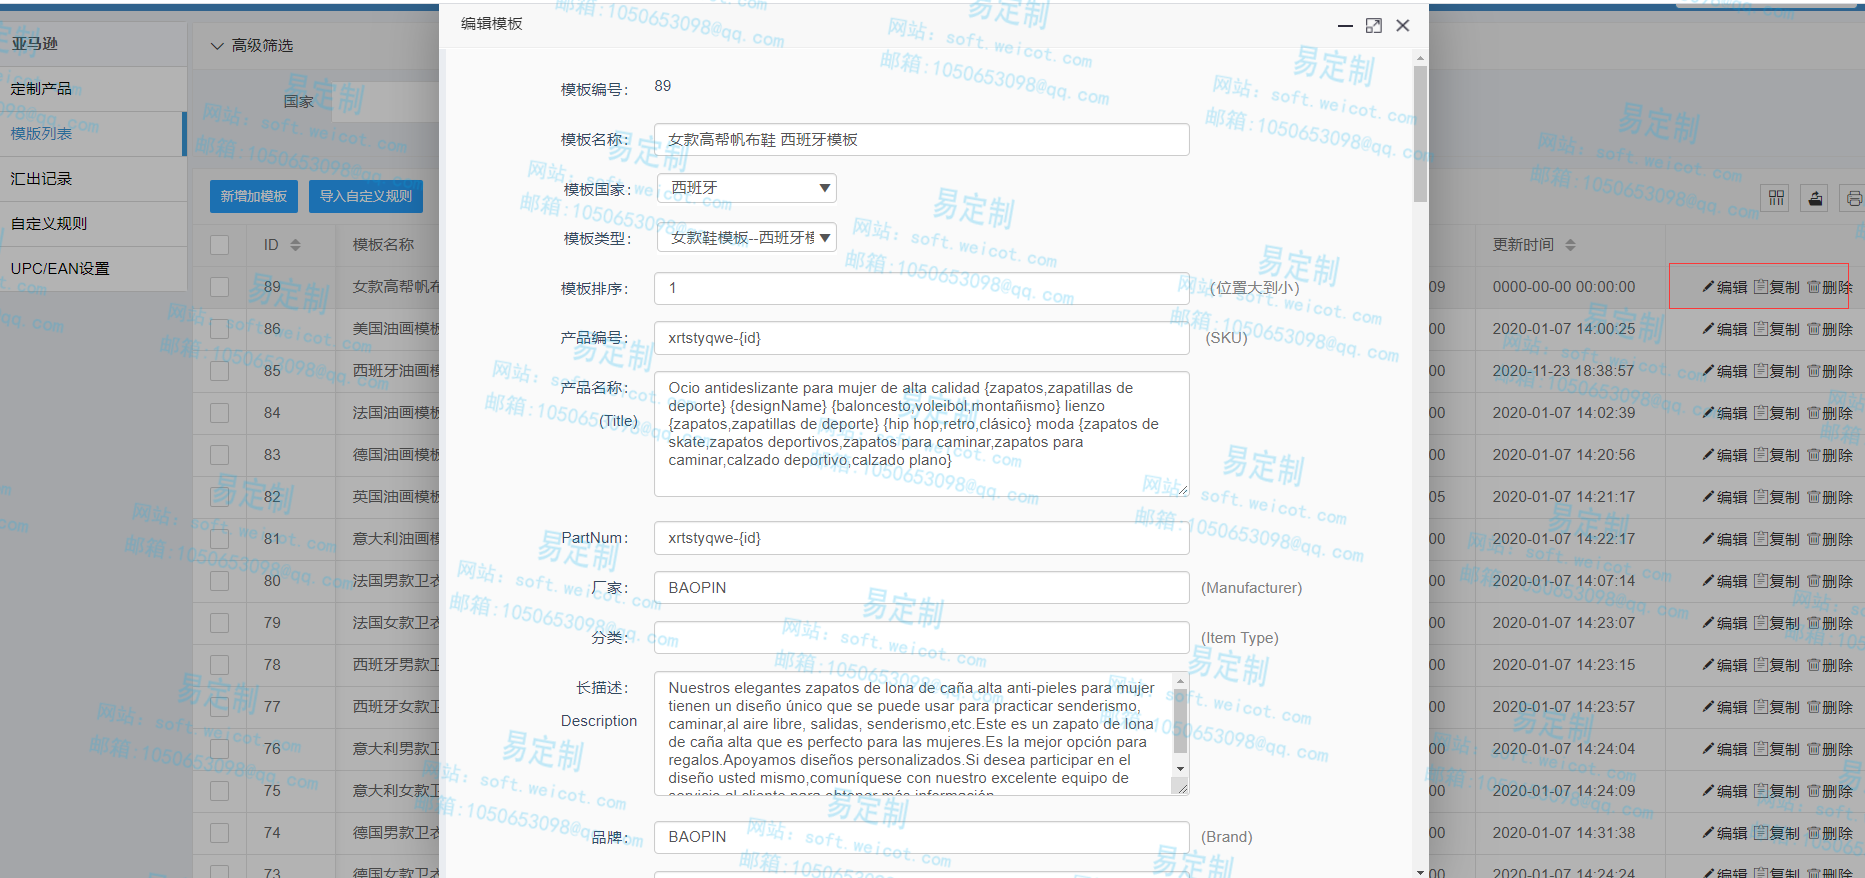 编辑模板
亚马逊
定制产品
模版列表
汇出记录
自定义规则
UPC/EAN设置
高级筛选
国家
新增加模板 导入自定义规则
ID 模板名称 更新时间
89 女款高帮帆布 09 0000-00-00 00:00:00 编辑 复制 删除
86 美国油画模板 00 2020-01-07 14:00:25 编辑 复制 删除
85 西班牙油画模 00 2020-11-23 18:38:57 编辑 复制 删除
84 法国油画模板 00 2020-01-07 14:02:39 编辑 复制 删除
83 德国油画模板 00 2020-01-07 14:20:56 编辑 复制 删除
82 英国油画模板 05 2020-01-07 14:21:17 编辑 复制 删除
81 意大利油画模 00 2020-01-07 14:22:17 编辑 复制 删除
80 法国男款卫衣 00 2020-01-07 14:07:14 编辑 复制 删除
79 法国女款卫衣 00 2020-01-07 14:23:07 编辑 复制 删除
78 西班牙男款卫 00 2020-01-07 14:23:15 编辑 复制 删除
77 西班牙女款卫 00 2020-01-07 14:23:57 编辑 复制 删除
76 意大利男款卫 00 2020-01-07 14:24:04 编辑 复制 删除
75 意大利女款卫 00 2020-01-07 14:24:09 编辑 复制 删除
74 德国男款卫衣 00 2020-01-07 14:31:38 编辑 复制 删除
73 德国女款卫衣 00 2020-01-07 14:24:24 编辑 复制 删除
模板编号： 89
模板名称： 女款高帮帆布鞋 西班牙模板
模板国家： 西班牙
模板类型： 女款鞋模板--西班牙模
模板排序： 1 (位置大到小)
产品编号： xrtstyqwe-{id} (SKU)
产品名称： Ocio antideslizante para mujer de alta calidad {zapatos,zapatillas de
deporte} {designName} {baloncesto,voleibol,montañismo} lienzo
(Title) {zapatos,zapatillas de deporte} {hip hop,retro,clásico} moda {zapatos de
skate,zapatos deportivos,zapatos para caminar,zapatos para
caminar,calzado deportivo,calzado plano}
PartNum： xrtstyqwe-{id}
厂家： BAOPIN (Manufacturer)
分类： (Item Type)
长描述： Nuestros elegantes zapatos de lona de caña alta anti-pieles para mujer
tienen un diseño único que se puede usar para practicar senderismo,
Description caminar,al aire libre, salidas, senderismo,etc.Este es un zapato de lona
de caña alta que es perfecto para las mujeres.Es la mejor opción para
regalos.Apoyamos diseños personalizados.Si desea participar en el
diseño usted mismo,comuníquese con nuestro excelente equipo de
servicio al cliente para obtener más información
品牌： BAOPIN (Brand)
易定制
网站：soft.weicot.com
邮箱:1050653098@qq.com